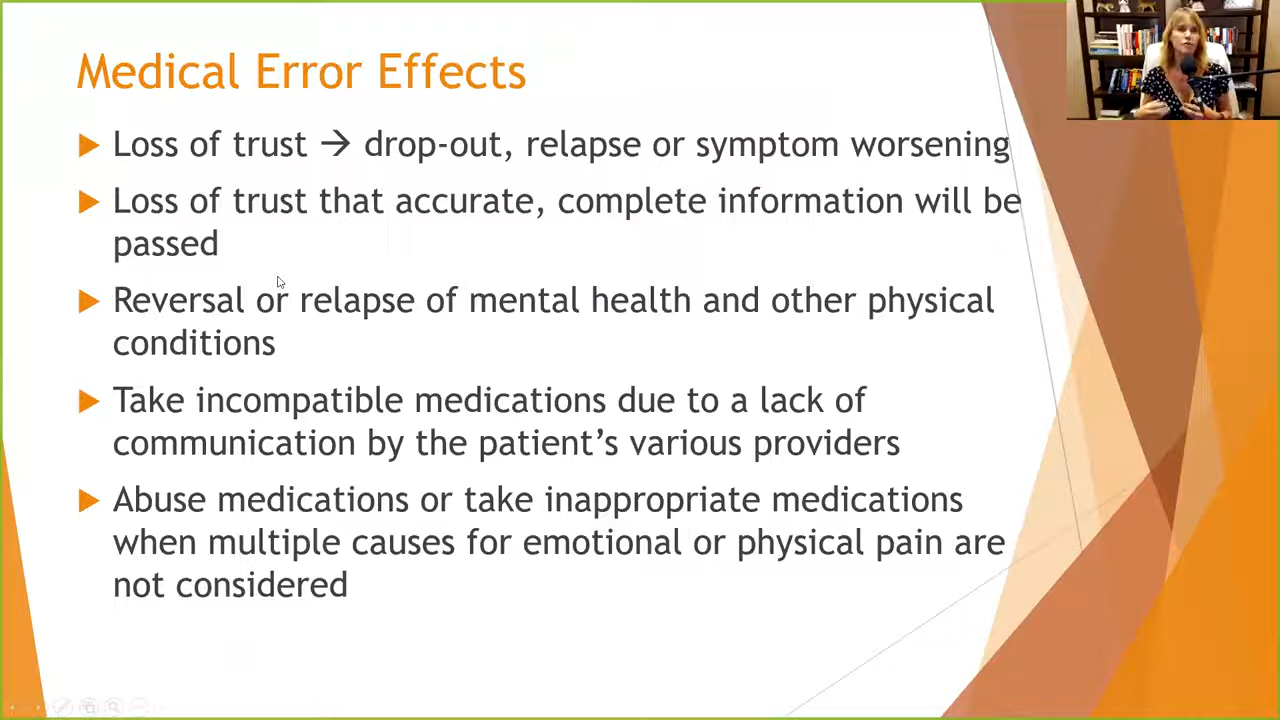 Medical Error Effects
Loss of trust → drop-out, relapse or symptom worsening
Loss of trust that accurate, complete information will be
passed
Reversal or relapse of mental health and other physical
conditions
Take incompatible medications due to a lack of
communication by the patient’s various providers
Abuse medications or take inappropriate medications
when multiple causes for emotional or physical pain are
not considered